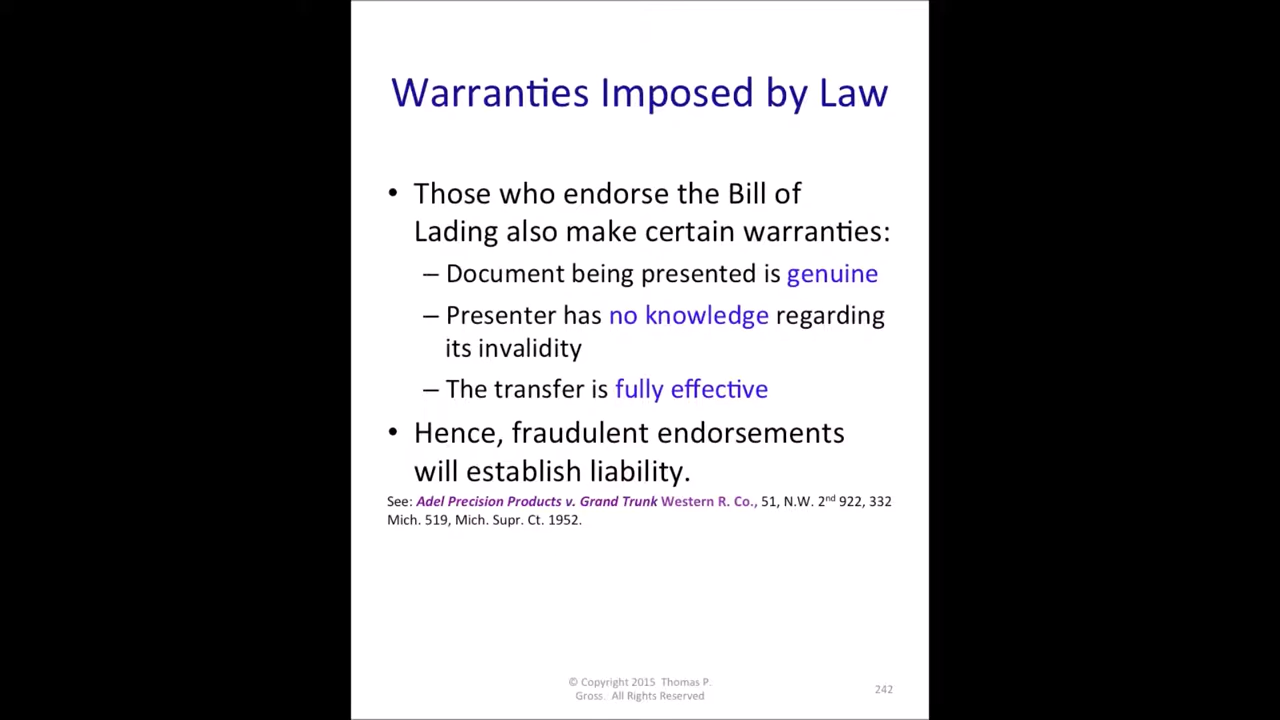 Warranties Imposed by Law
• Those who endorse the Bill of
Lading also make certain warranties:
– Document being presented is genuine
– Presenter has no knowledge regarding
its invalidity
– The transfer is fully effective
• Hence, fraudulent endorsements
will establish liability.
See: Adel Precision Products v. Grand Trunk Western R. Co., 51, N.W. 2nd 922, 332
Mich. 519, Mich. Supr. Ct. 1952.
© Copyright 2015 Thomas P.
Gross. All Rights Reserved
242